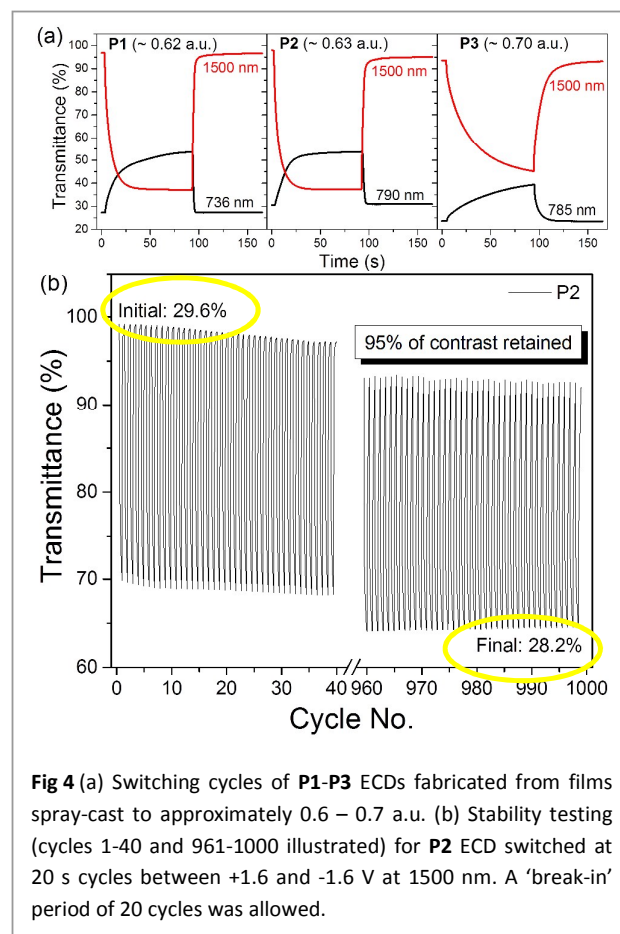 (a) P1 (~ 0.62 a.u.) P2 (~ 0.63 a.u.) P3 (~ 0.70 a.u.)
100
90
80
70
60
50
40
30
20
Transmittance (%)
1500 nm 1500 nm 1500 nm
736 nm 790 nm 785 nm
0 50 100 150 0 50 100 150 0 50 100 150
Time (s)
(b)
Initial: 29.6% P2
95% of contrast retained
100
90
80
70
60
Transmittance (%)
Final: 28.2%
0 10 20 30 40 960 970 980 990 1000
Cycle No.
Fig 4 (a) Switching cycles of P1-P3 ECDs fabricated from films
spray-cast to approximately 0.6 – 0.7 a.u. (b) Stability testing
(cycles 1-40 and 961-1000 illustrated) for P2 ECD switched at
20 s cycles between +1.6 and -1.6 V at 1500 nm. A ‘break-in’
period of 20 cycles was allowed.